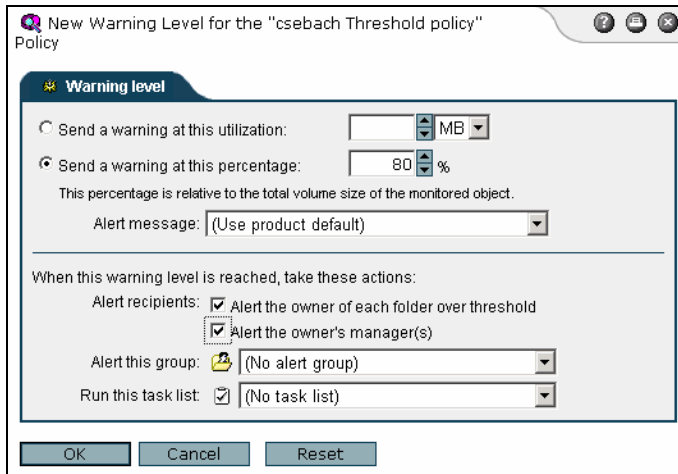 New Warning Level for the "csebach Threshold policy"
Policy
Warning level
Send a warning at this utilization: MB
Send a warning at this percentage: 80 %
This percentage is relative to the total volume size of the monitored object.
Alert message: (Use product default)
When this warning level is reached, take these actions:
Alert recipients: Alert the owner of each folder over threshold
Alert the owner's manager(s)
Alert this group: (No alert group)
Run this task list: (No task list)
OK Cancel Reset